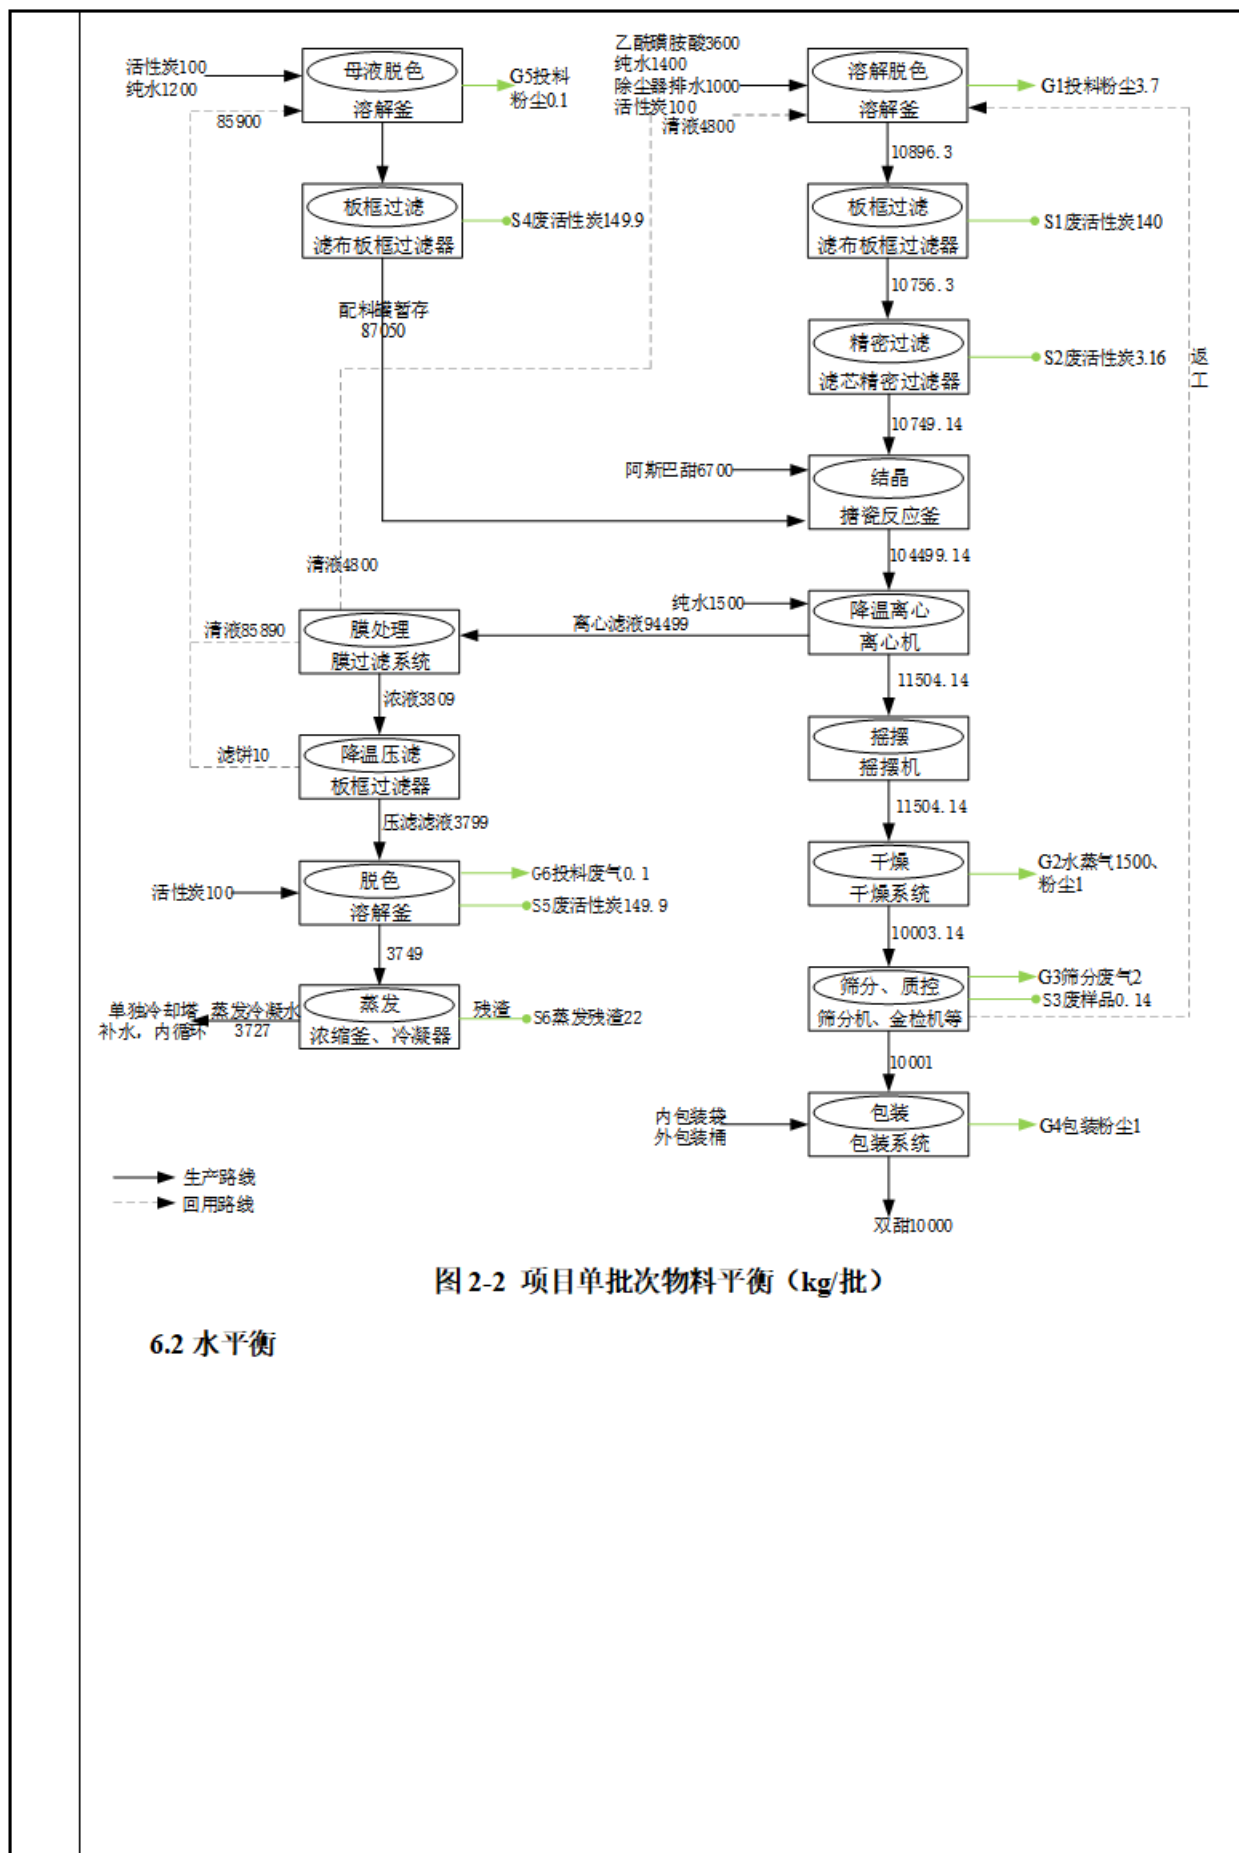 活性炭100
纯水1200
母液脱色
溶解釜
G5投料
粉尘0.1
85900
乙酰磺胺酸3600
纯水1400
除尘器排水1000
活性炭100
清液4800
溶解脱色
溶解釜
G1投料粉尘3.7
10896.3
板框过滤
滤布板框过滤器
S4废活性炭149.9
板框过滤
滤布板框过滤器
S1废活性炭140
10756.3
配料罐暂存
87050
精密过滤
滤芯精密过滤器
S2废活性炭3.16
返
工
10749.14
阿斯巴甜6700
结晶
搪瓷反应釜
104499.14
清液4800
纯水1500
降温离心
离心机
离心滤液94499
清液85890
膜处理
膜过滤系统
11504.14
浓液3809
摇摆
摇摆机
滤饼10
降温压滤
板框过滤器
11504.14
压滤滤液3799
干燥
干燥系统
G2水蒸气1500、
粉尘1
活性炭100
脱色
溶解釜
G6投料废气0.1
S5废活性炭149.9
10003.14
3749
筛分、质控
筛分机、金检机等
G3筛分废气2
S3废样品0.14
单独冷却塔
补水，内循环
蒸发冷凝水
3727
蒸发
浓缩釜、冷凝器
残渣
S6蒸发残渣22
10001
内包装袋
外包装桶
包装
包装系统
G4包装粉尘1
生产路线
回用路线
双甜10000
图 2-2 项目单批次物料平衡（kg/批）
6.2 水平衡